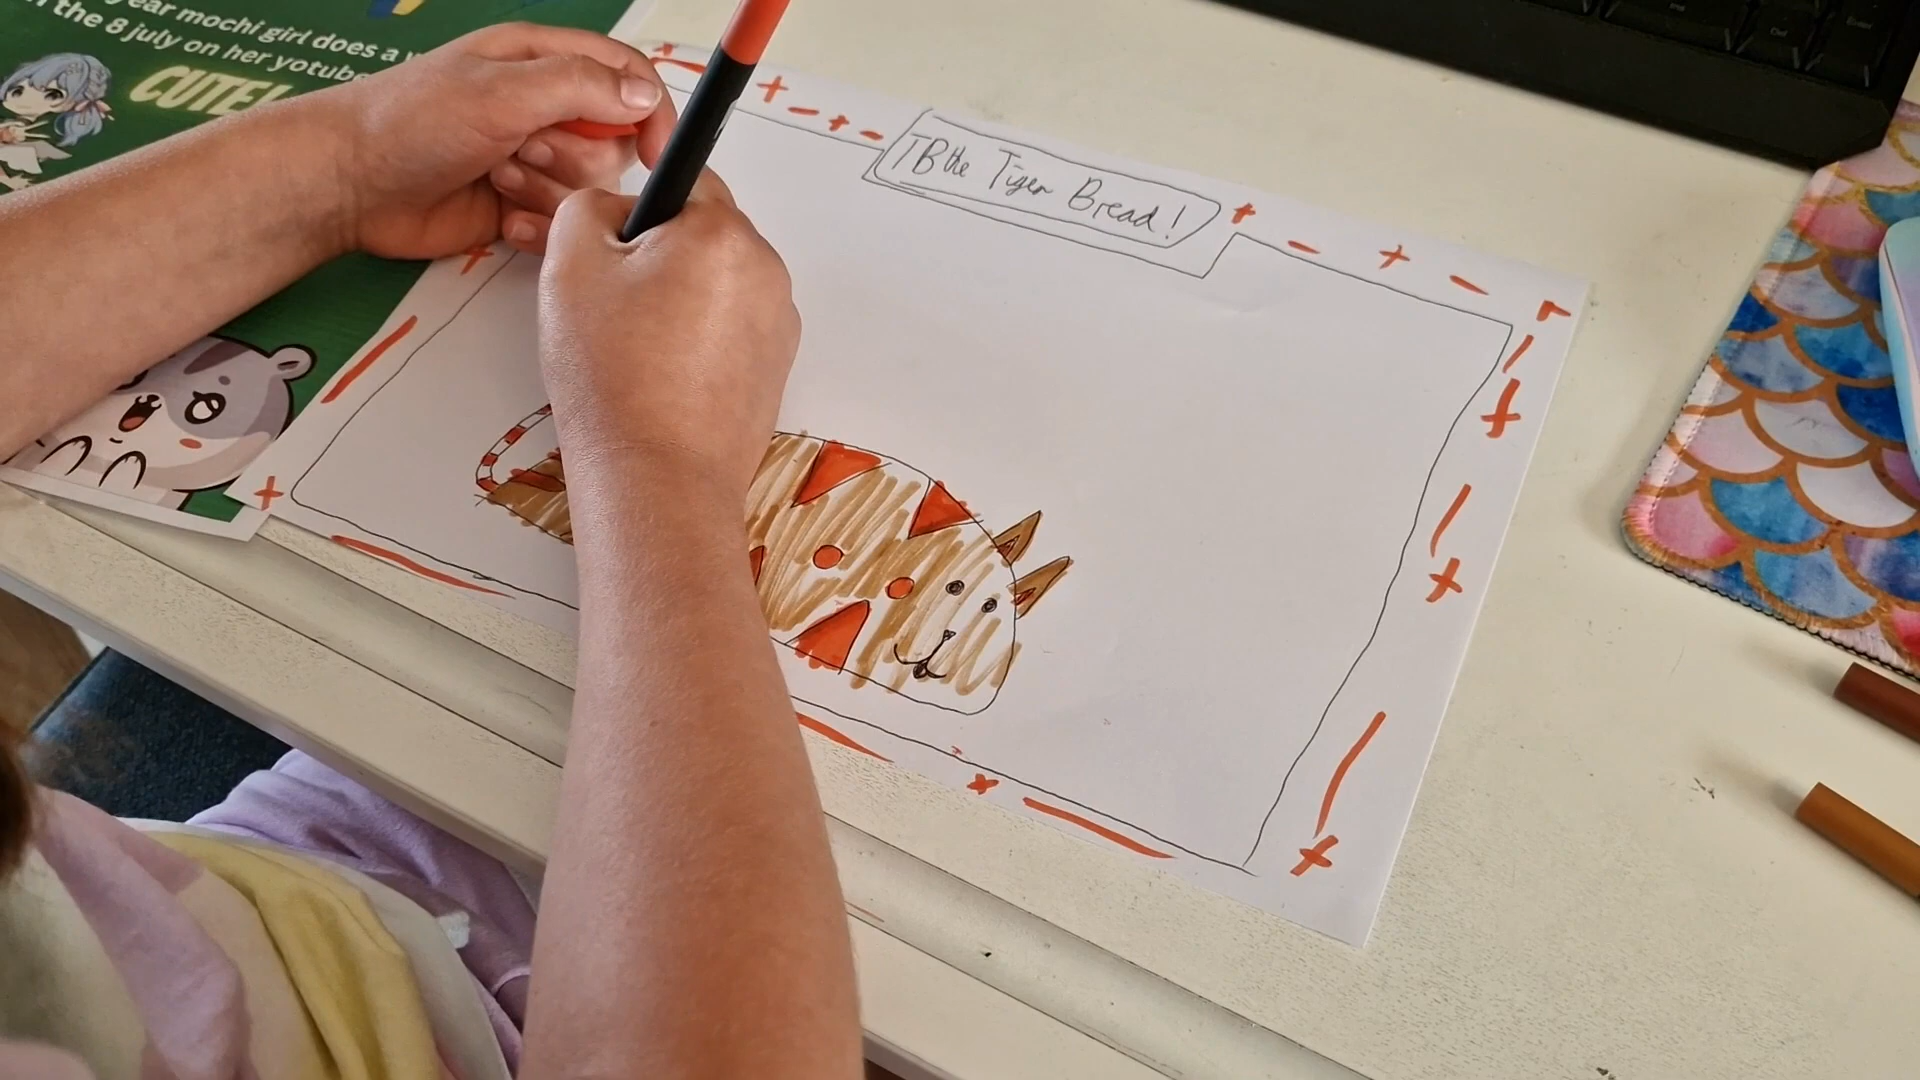 year mochi girl does a
n the 8 july on her yotube
CUTE!
TB the Tiger Bread!